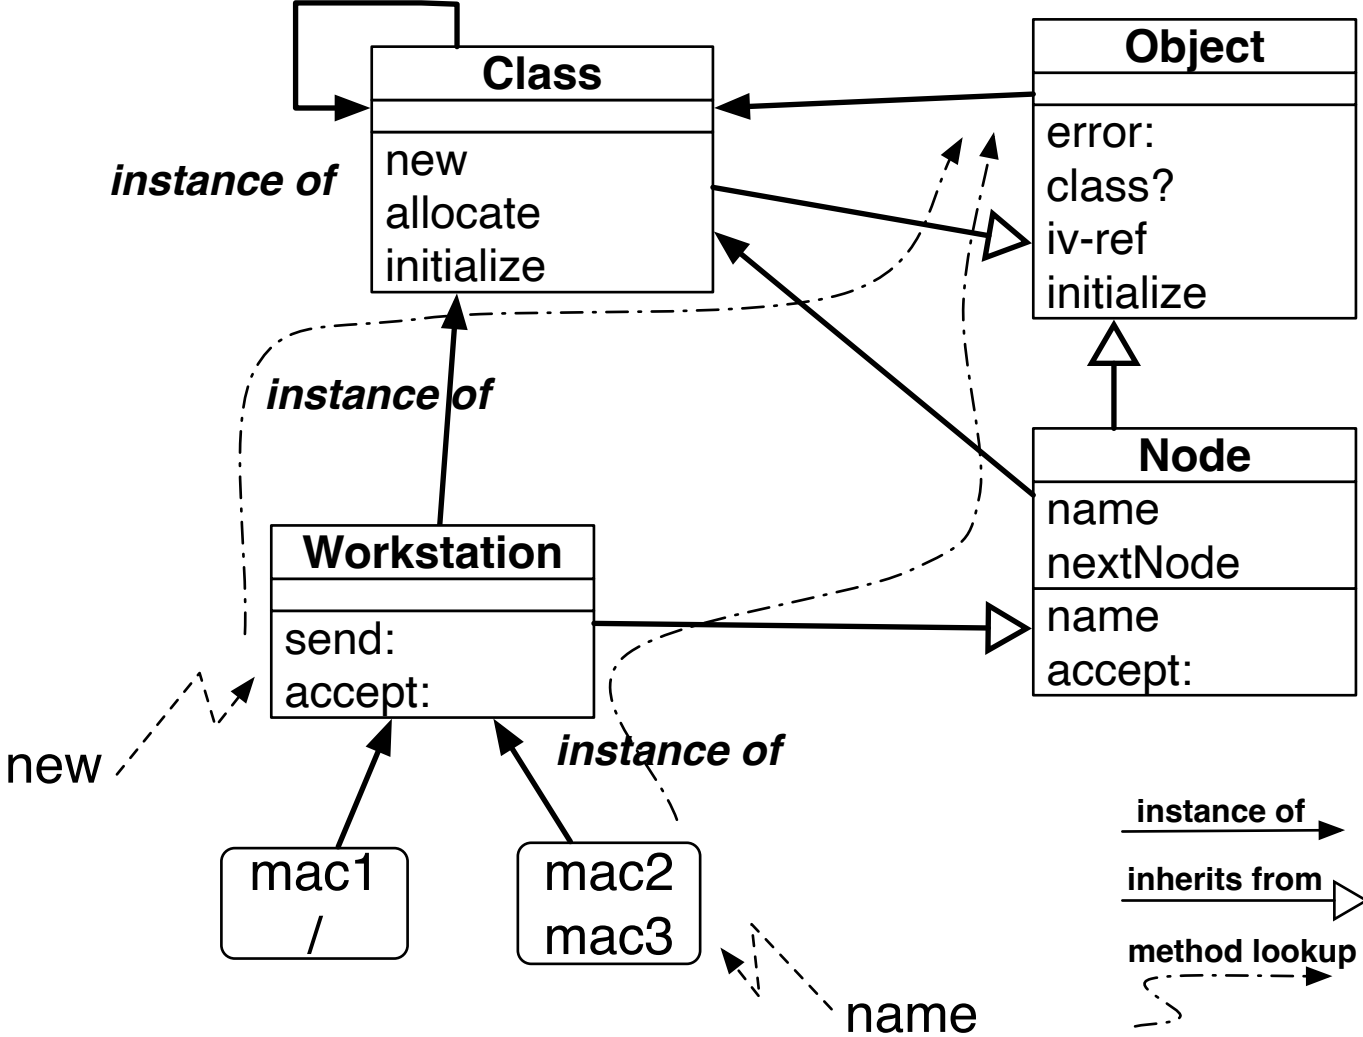 Class
new
allocate
initialize
Object
error:
class?
iv-ref
initialize
instance of
instance of
Node
name
nextNode
name
accept:
Workstation
send:
accept:
new
instance of
mac1
/
mac2
mac3
name
instance of
inherits from
method lookup